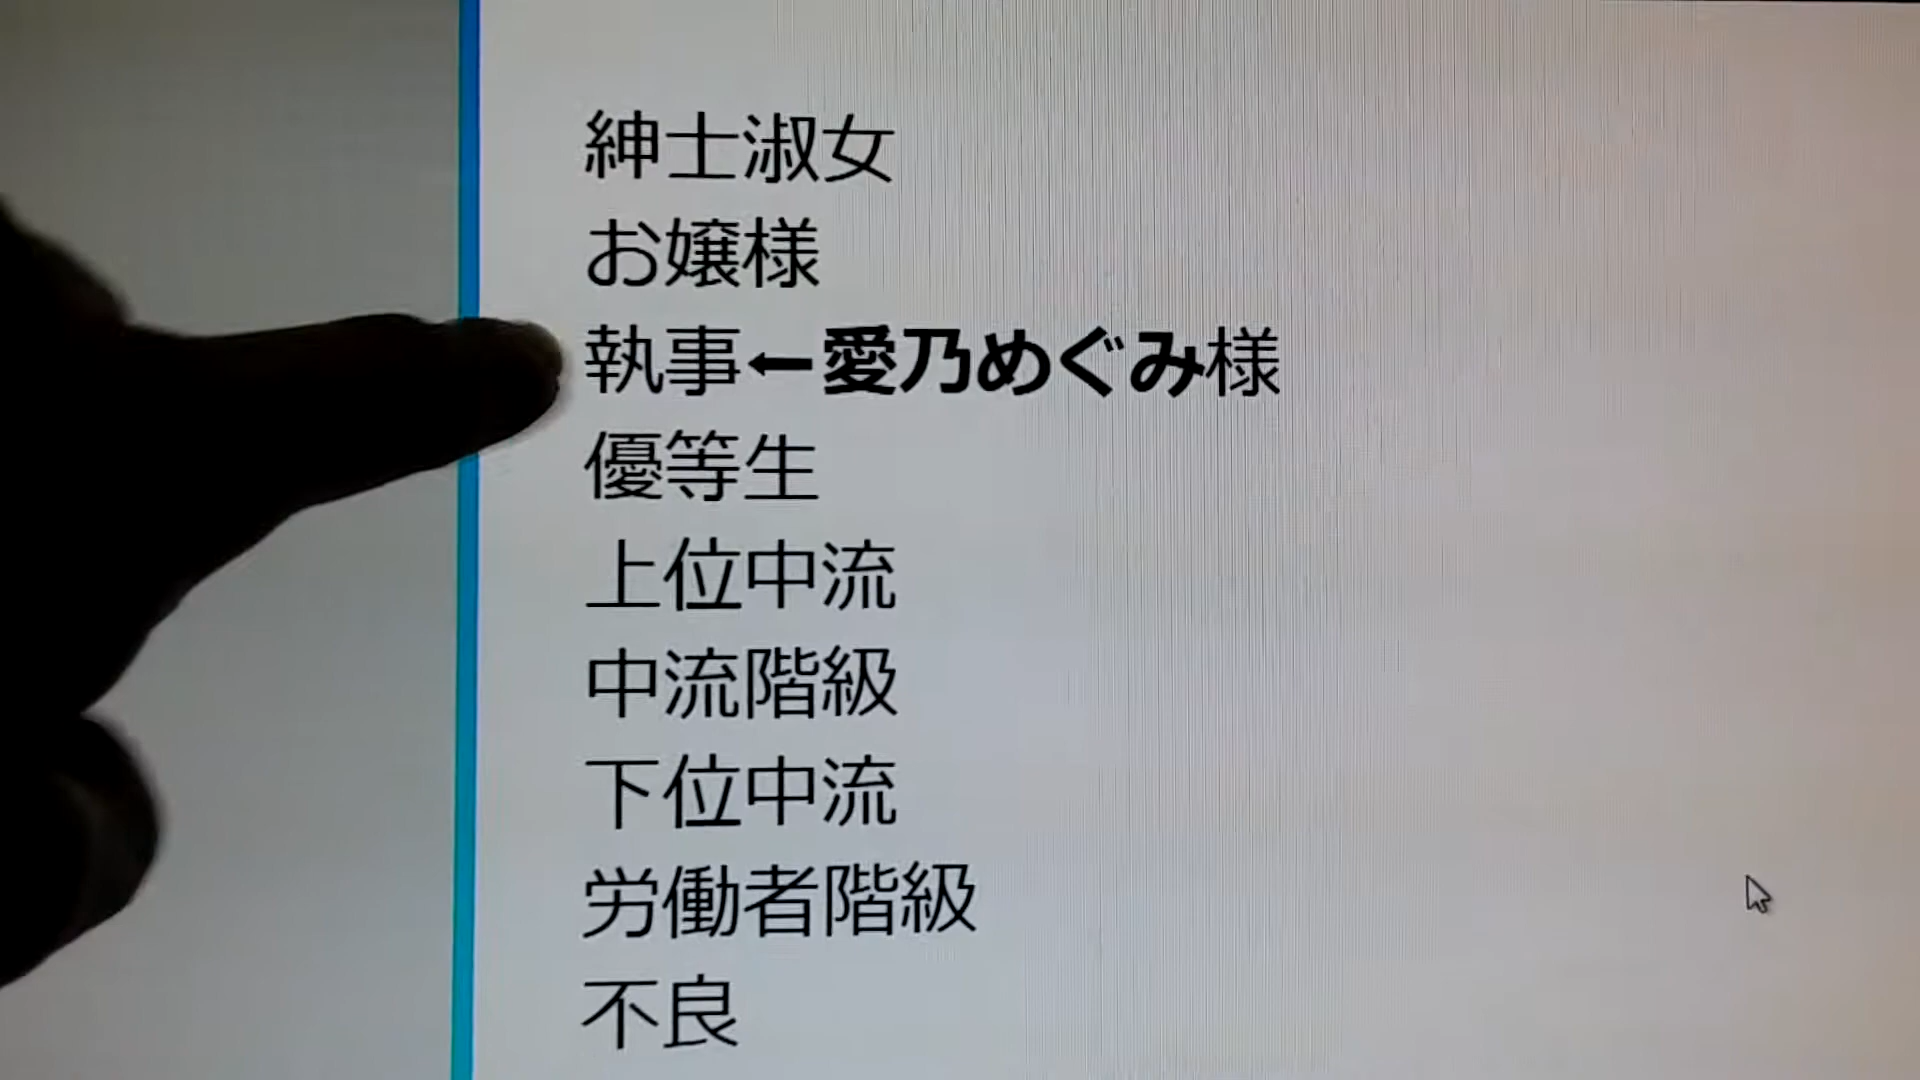 紳士淑女
お嬢様
執事←愛乃めぐみ様
優等生
上位中流
中流階級
下位中流
労働者階級
不良